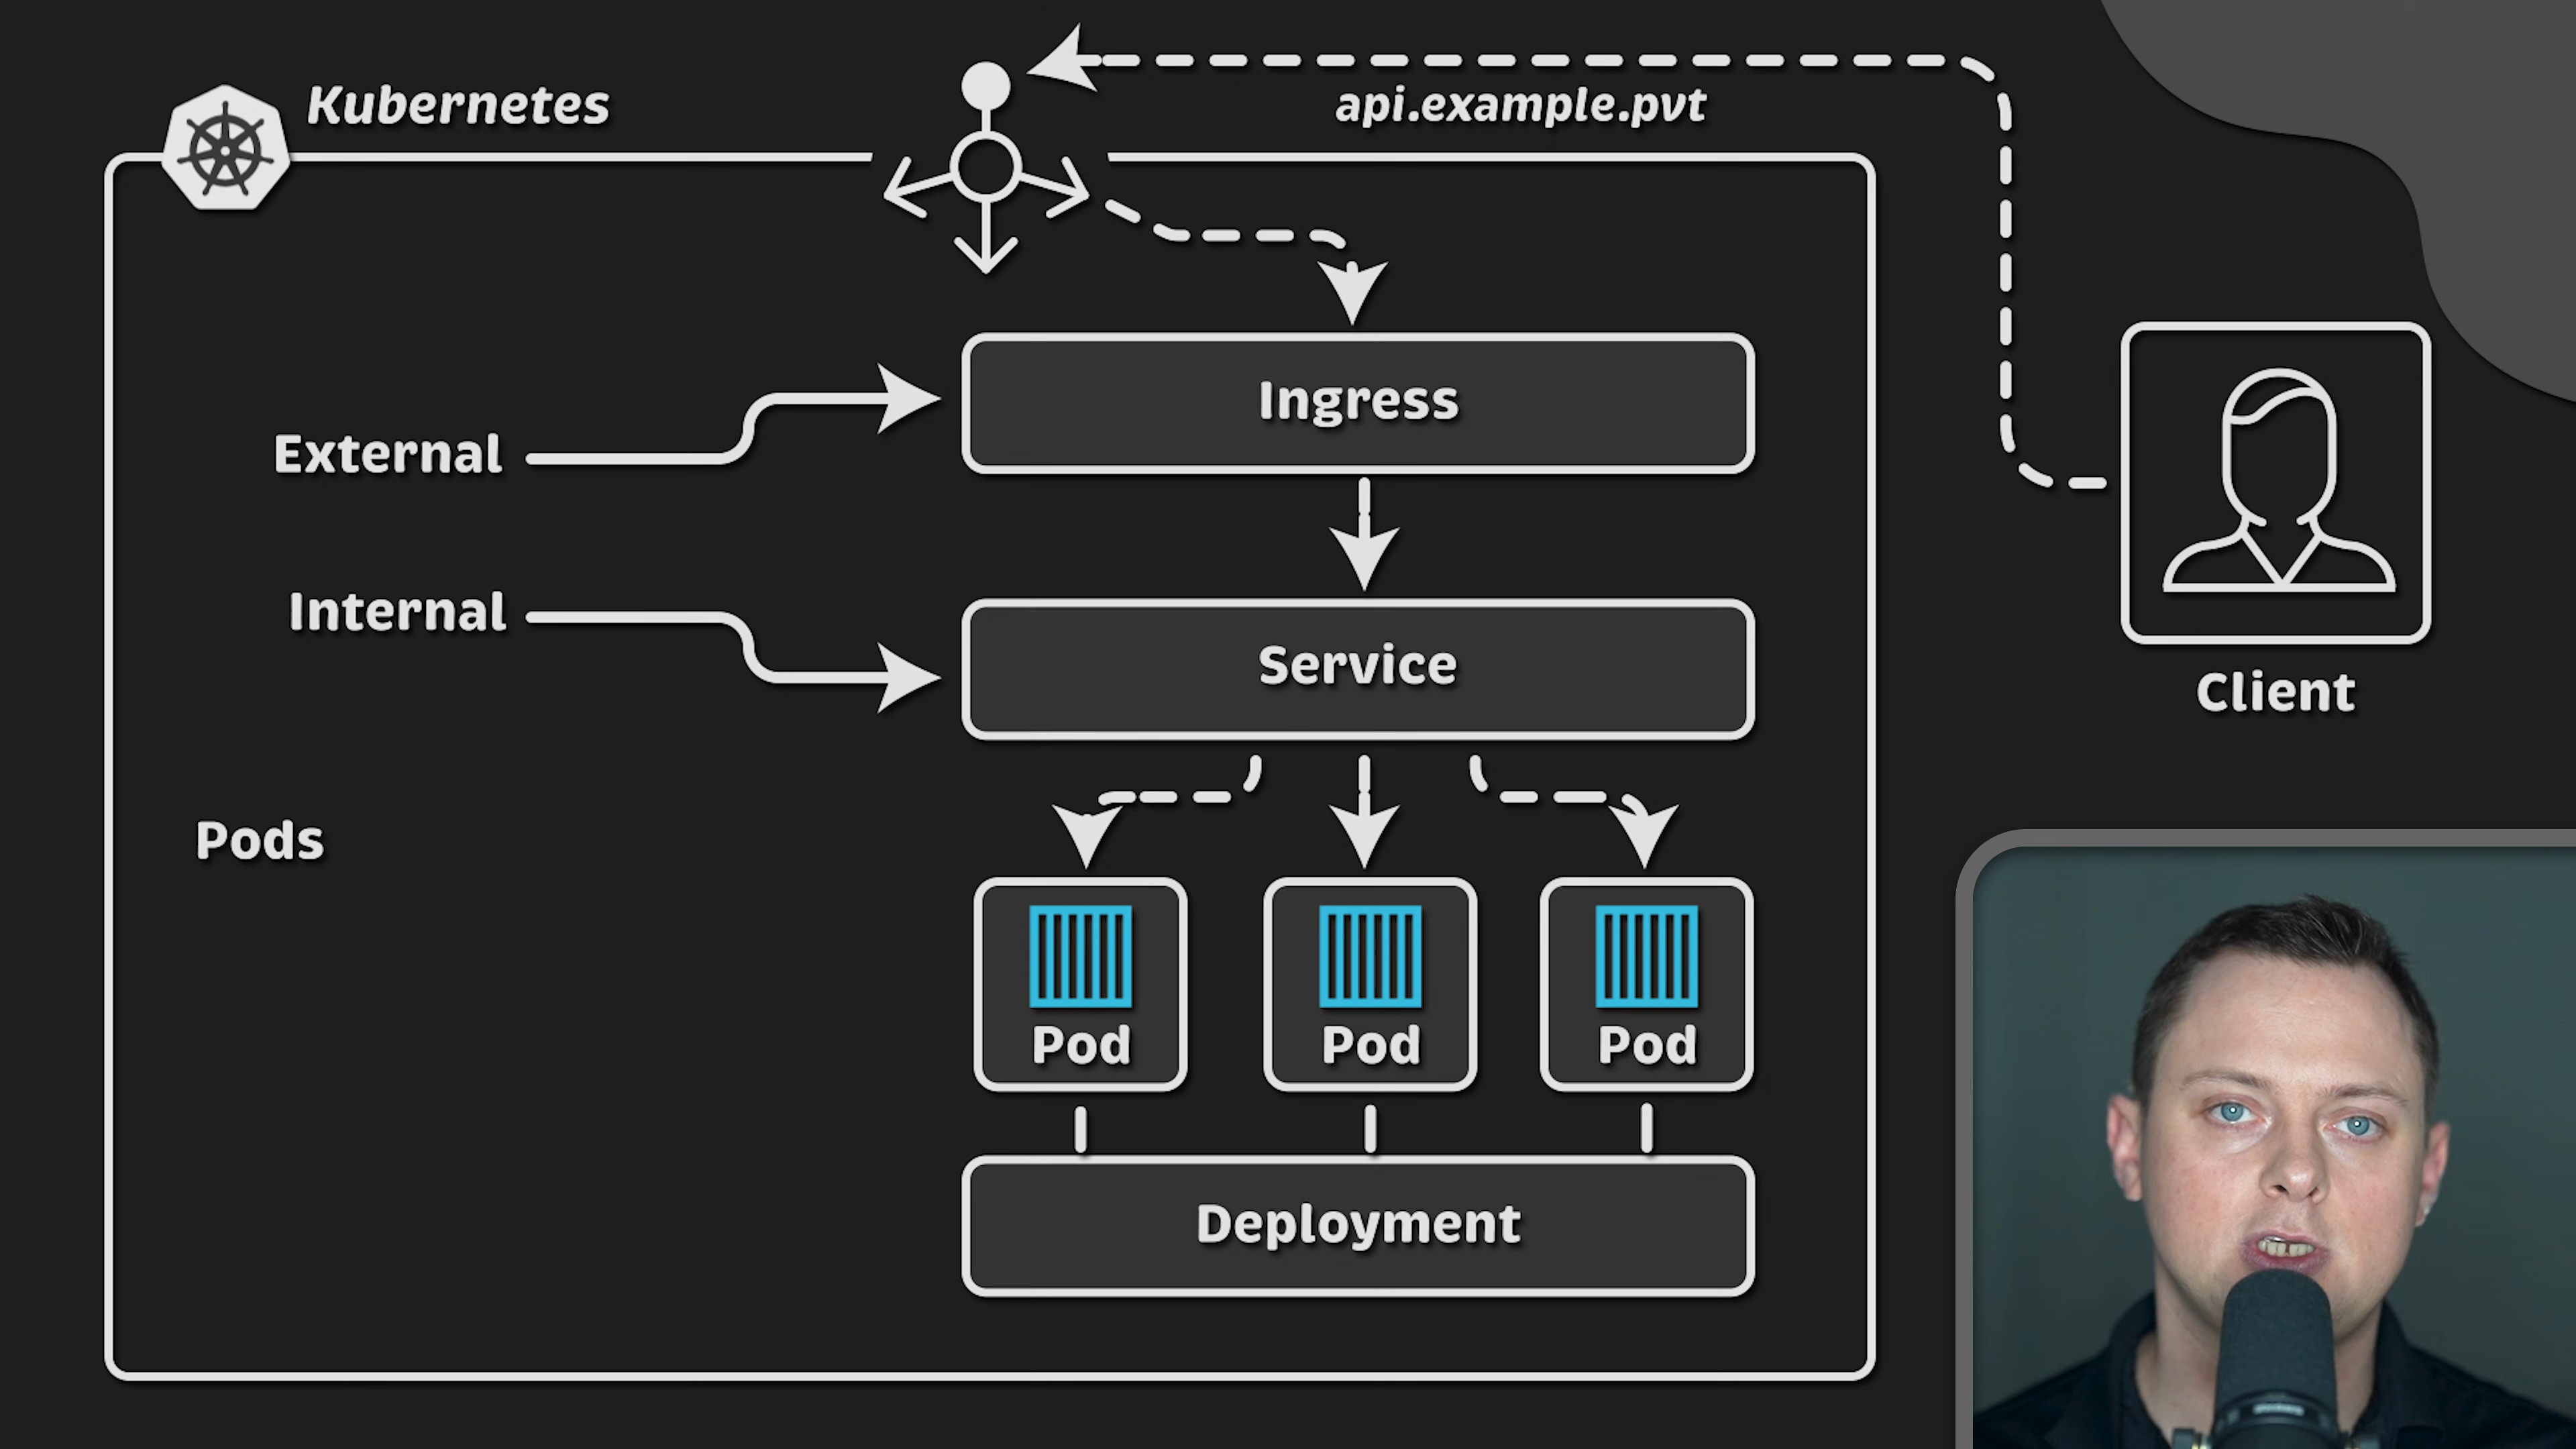 Kubernetes
api.example.pvt
Ingress
External
Internal
Service
Client
Pods
Pod
Pod
Pod
Deployment